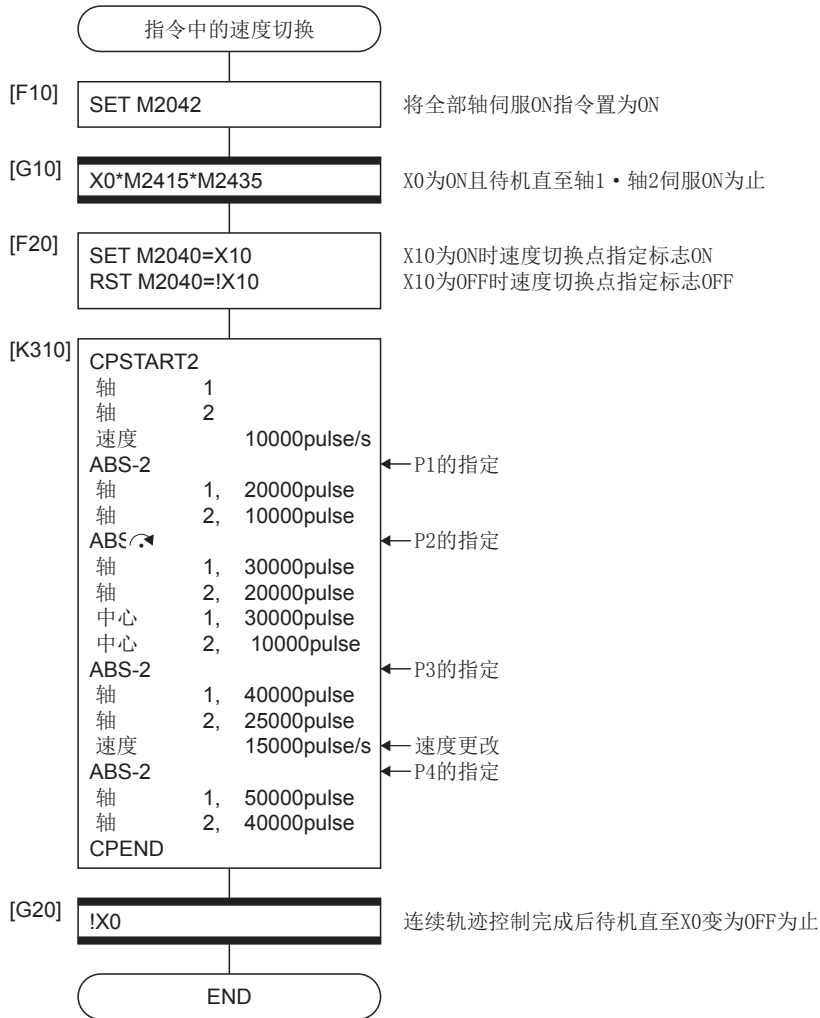 指令中的速度切换
[F10]
SET M2042
将全部轴伺服ON指令置为ON
[G10]
X0*M2415*M2435
X0为ON且待机直至轴1・轴2伺服ON为止
[F20]
SET M2040=X10
X10为ON时速度切换点指定标志ON
RST M2040=!X10
X10为OFF时速度切换点指定标志OFF
[K310]
CPSTART2
轴 1
轴 2
速度 10000pulse/s
ABS-2
P1的指定
轴 1, 20000pulse
轴 2, 10000pulse
ABS
P2的指定
轴 1, 30000pulse
轴 2, 20000pulse
中心 1, 30000pulse
中心 2, 10000pulse
ABS-2
P3的指定
轴 1, 40000pulse
轴 2, 25000pulse
速度 15000pulse/s
速度更改
ABS-2
P4的指定
轴 1, 50000pulse
轴 2, 40000pulse
CPEND
[G20]
!X0
连续轨迹控制完成后待机直至X0变为OFF为止
END